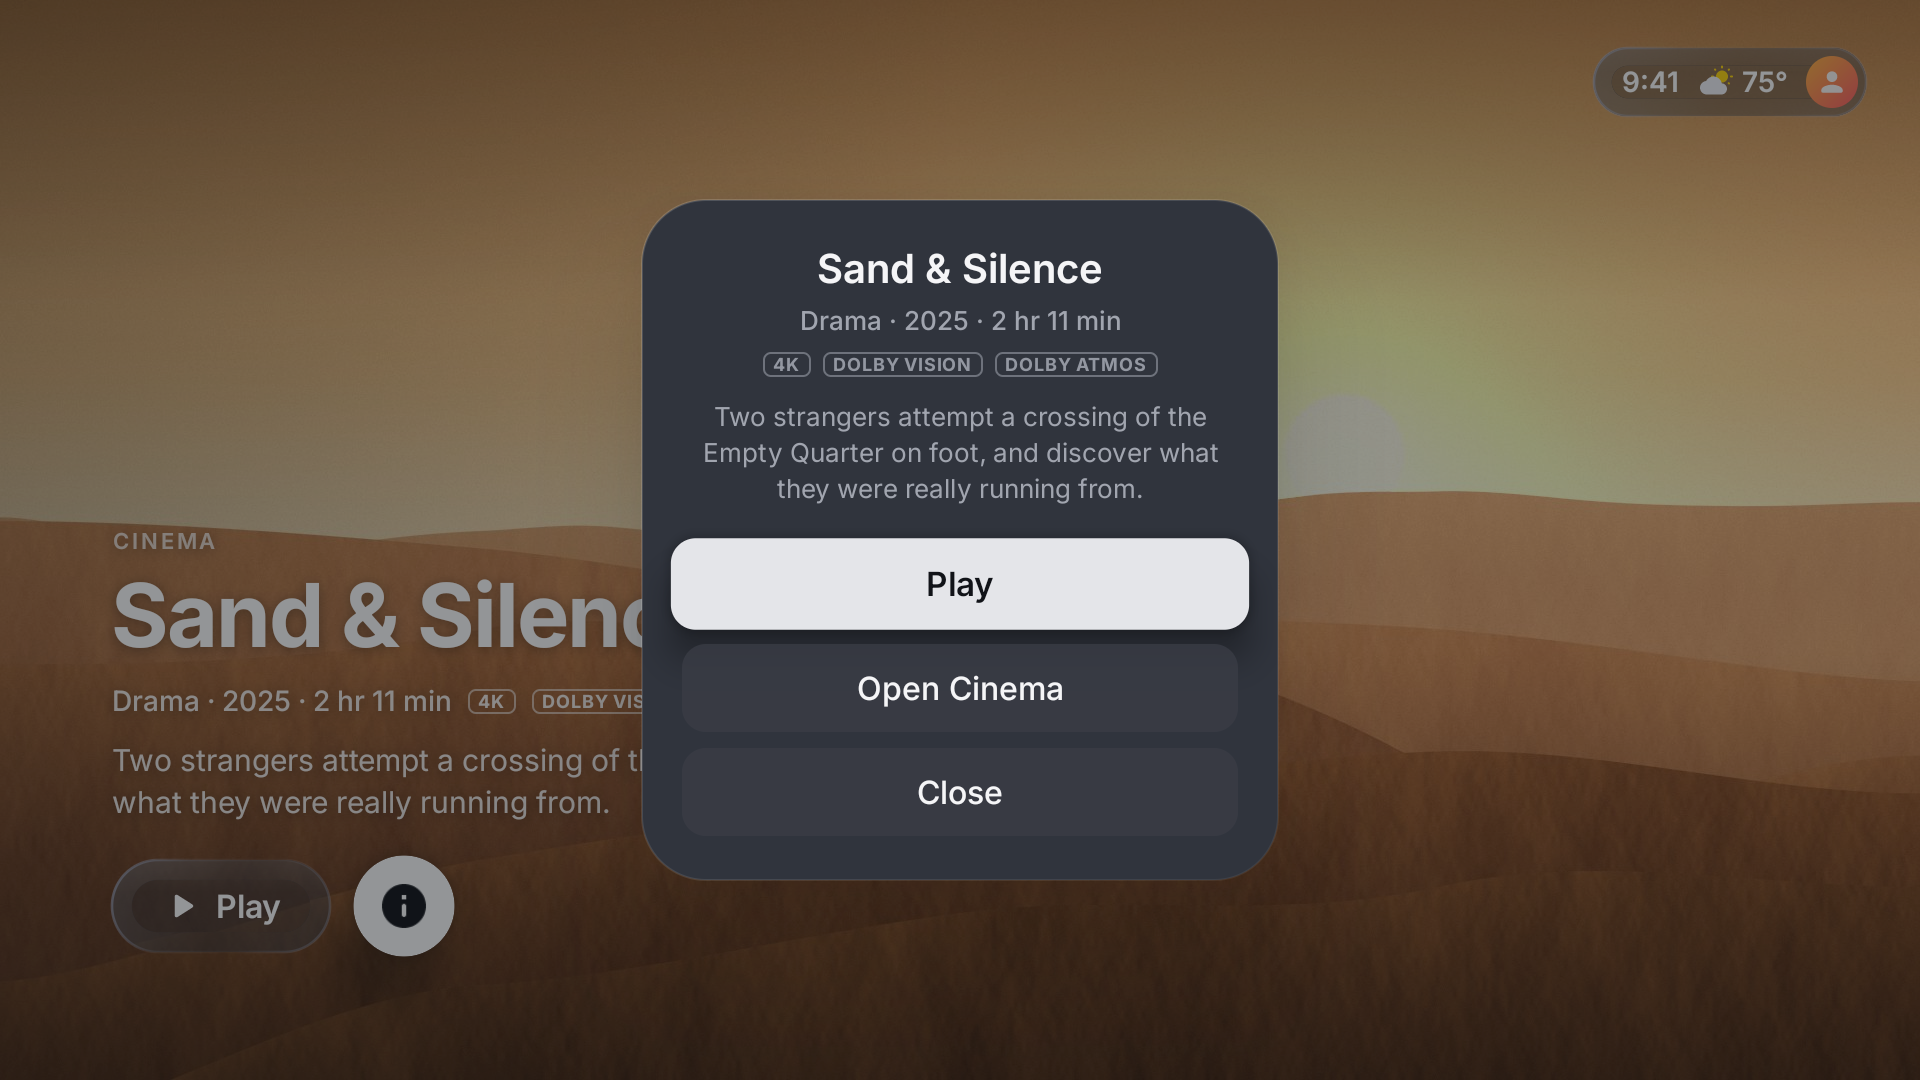 9:41 75°
Sand & Silence
Drama · 2025 · 2 hr 11 min
4K DOLBY VISION DOLBY ATMOS
Two strangers attempt a crossing of the
Empty Quarter on foot, and discover what
they were really running from.
Play
Open Cinema
Close
CINEMA
Sand & Silenc
Drama · 2025 · 2 hr 11 min 4K DOLBY VIS
Two strangers attempt a crossing of
what they were really running from.
Play